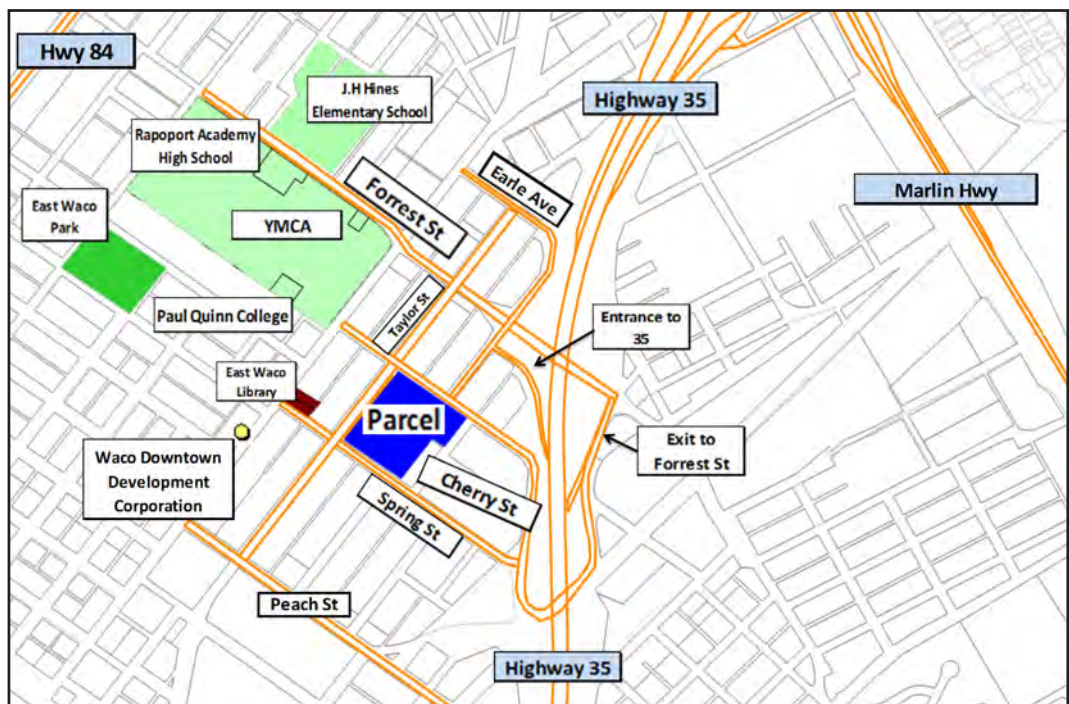 Hwy 84
J.H Hines
Elementary School
Highway 35
Rapoport Academy
High School
Earle Ave
Forrest St
Marlin Hwy
East Waco
Park
YMCA
Paul Quinn College
Taylor St
Entrance to
35
East Waco
Library
Parcel
Exit to
Forrest St
Waco Downtown
Development
Corporation
Cherry St
Spring St
Peach St
Highway 35